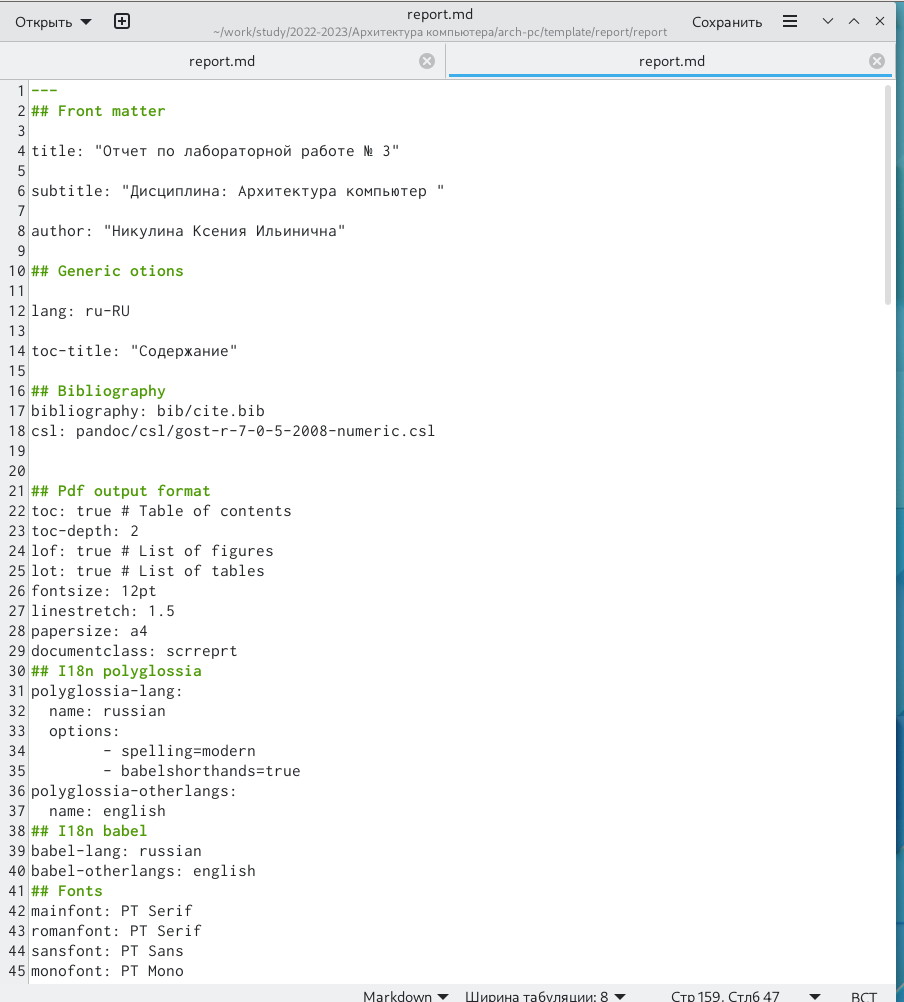 Открыть
report.md
~/work/study/2022-2023/Архитектура компьютера/arch-pc/template/report/report
Сохранить
report.md
report.md
1 ---
2 ## Front matter
3
4 title: "Отчет по лабораторной работе № 3"
5
6 subtitle: "Дисциплина: Архитектура компьютер "
7
8 author: "Никулина Ксения Ильинична"
9
10 ## Generic otions
11
12 lang: ru-RU
13
14 toc-title: "Содержание"
15
16 ## Bibliography
17 bibliography: bib/cite.bib
18 csl: pandoc/csl/gost-r-7-0-5-2008-numeric.csl
19
20
21 ## Pdf output format
22 toc: true # Table of contents
23 toc-depth: 2
24 lof: true # List of figures
25 lot: true # List of tables
26 fontsize: 12pt
27 linestretch: 1.5
28 papersize: a4
29 documentclass: scrreprt
30 ## I18n polyglossia
31 polyglossia-lang:
32   name: russian
33   options:
34         - spelling=modern
35         - babelshorthands=true
36 polyglossia-otherlangs:
37   name: english
38 ## I18n babel
39 babel-lang: russian
40 babel-otherlangs: english
41 ## Fonts
42 mainfont: PT Serif
43 romanfont: PT Serif
44 sansfont: PT Sans
45 monofont: PT Mono
Markdown Ширина табуляции: 8 Стр 159, Стлб 47 ВСТ